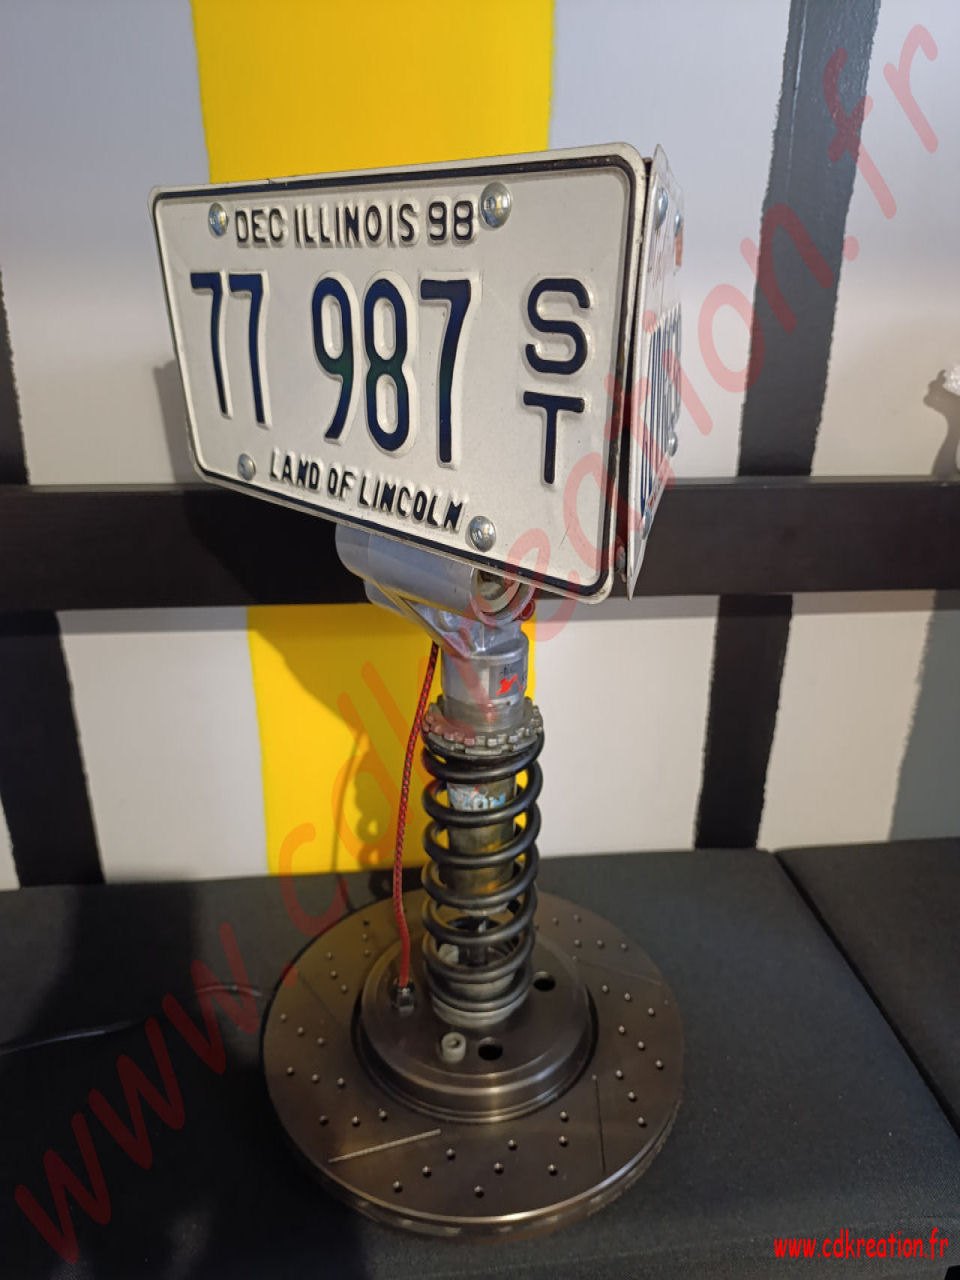 DEC ILLINOIS 98
77 987 ST
LAND OF LINCOLN
www.cdkreation.fr
www.cdkreation.fr